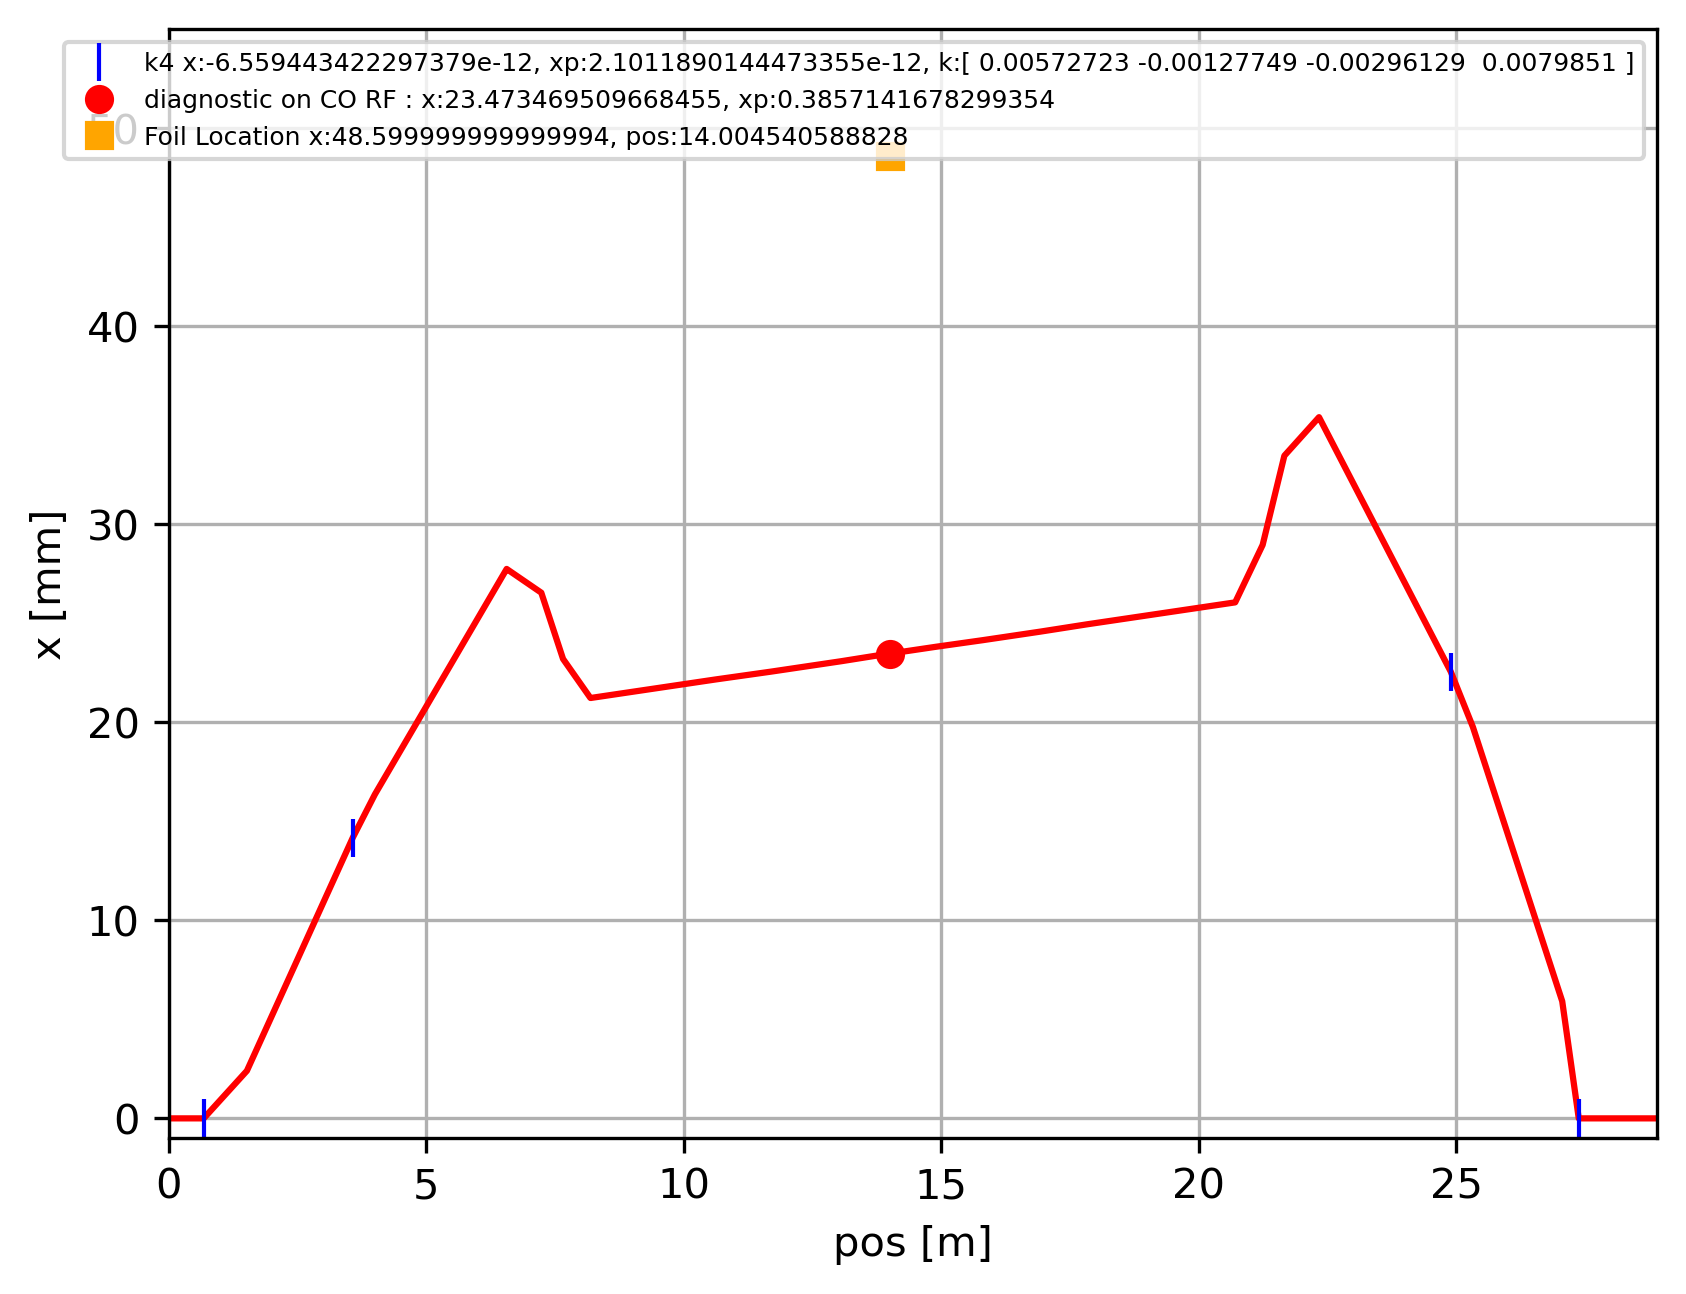 k4 x:-6.559443422297379e-12, xp:2.1011890144473355e-12, k:[ 0.00572723 -0.00127749 -0.00296129  0.0079851 ]
diagnostic on CO RF : x:23.473469509668455, xp:0.3857141678299354
Foil Location x:48.599999999999994, pos:14.004540588828
50
40
30
20
10
0
x [mm]
0 5 10 15 20 25
pos [m]